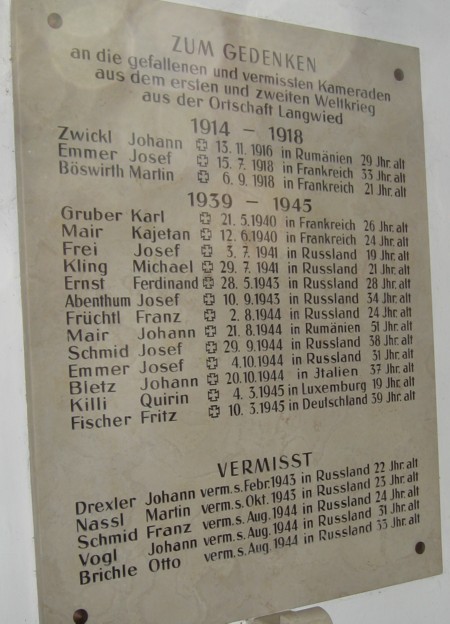 ZUM GEDENKEN
an die gefallenen und vermissten Kameraden
aus dem ersten und zweiten Weltkrieg
aus der Ortschaft Langwied
1914 – 1918
Zwickl Johann ✠ 13. 11. 1916 in Rumänien 29 Jhr. alt
Emmer Josef ✠ 15. 7. 1918 in Frankreich 33 Jhr. alt
Böswirth Martin ✠ 6. 9. 1918 in Frankreich 21 Jhr. alt
1939 – 1945
Gruber Karl ✠ 21. 5. 1940 in Frankreich 26 Jhr. alt
Mair Kajetan ✠ 12. 6. 1940 in Frankreich 24 Jhr. alt
Frei Josef ✠ 3. 7. 1941 in Russland 19 Jhr. alt
Kling Michael ✠ 29. 7. 1941 in Russland 21 Jhr. alt
Ernst Ferdinand ✠ 28. 5. 1943 in Russland 28 Jhr. alt
Abenthum Josef ✠ 10. 9. 1943 in Russland 34 Jhr. alt
Früchtl Franz ✠ 2. 8. 1944 in Russland 24 Jhr. alt
Mair Johann ✠ 21. 8. 1944 in Rumänien 51 Jhr. alt
Schmid Josef ✠ 29. 9. 1944 in Russland 38 Jhr. alt
Emmer Josef ✠ 4. 10. 1944 in Russland 31 Jhr. alt
Bletz Johann ✠ 20. 10. 1944 in Italien 37 Jhr. alt
Killi Quirin ✠ 4. 3. 1945 in Luxemburg 19 Jhr. alt
Fischer Fritz ✠ 10. 3. 1945 in Deutschland 39 Jhr. alt
VERMISST
Drexler Johann verm. s. Febr. 1943 in Russland 22 Jhr. alt
Nassl Martin verm. s. Okt. 1943 in Russland 23 Jhr. alt
Schmid Franz verm. s. Aug. 1944 in Russland 24 Jhr. alt
Vogl Johann verm. s. Aug. 1944 in Russland 31 Jhr. alt
Brichle Otto verm. s. Aug. 1944 in Russland 33 Jhr. alt